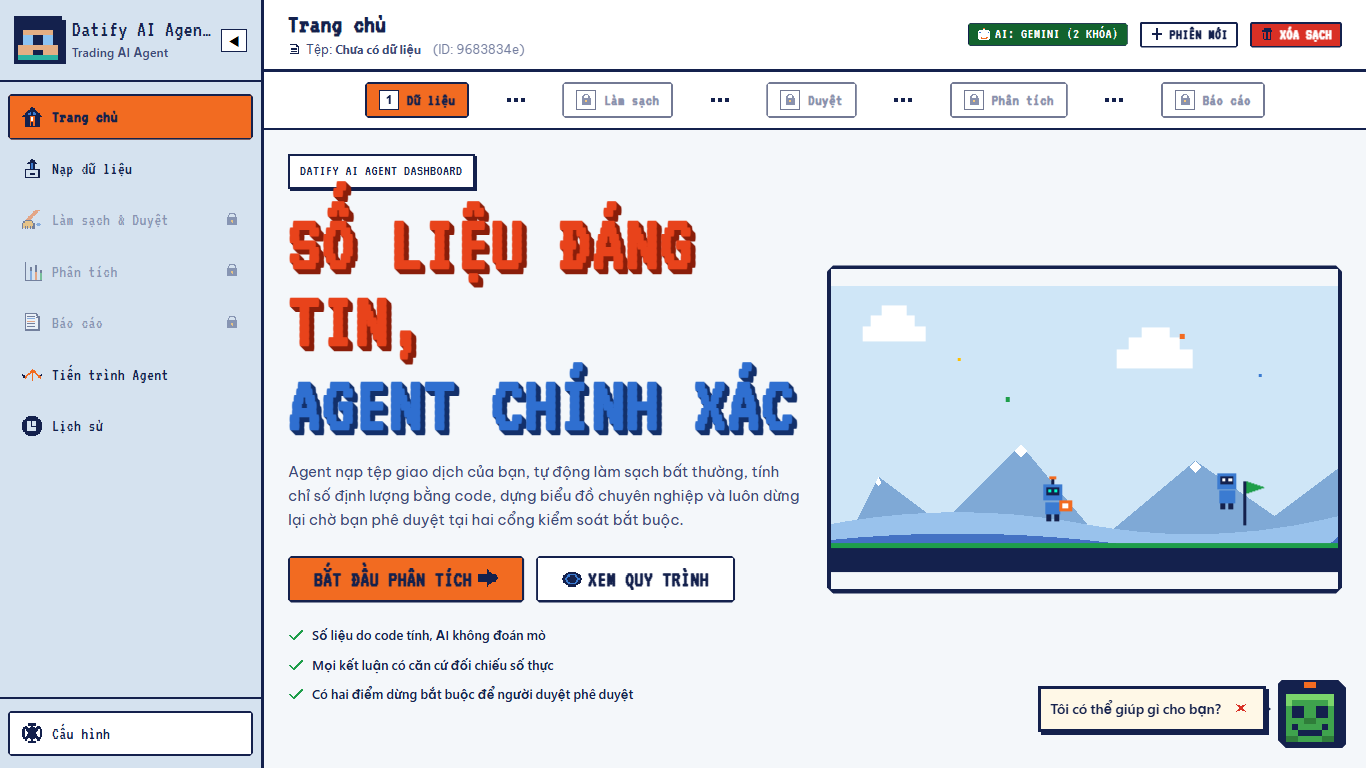 Datify AI Agen…
Trading AI Agent
Trang chủ
Nạp dữ liệu
Làm sạch & Duyệt
Phân tích
Báo cáo
Tiến trình Agent
Lịch sử
Cấu hình
Trang chủ
Tệp: Chưa có dữ liệu (ID: 9683834e)
AI: GEMINI (2 KHÓA)
PHIÊN MỚI
XÓA SẠCH
1 Dữ liệu
Làm sạch
Duyệt
Phân tích
Báo cáo
DATIFY AI AGENT DASHBOARD
SỐ LIỆU ĐÁNG
TIN,
AGENT CHÍNH XÁC
Agent nạp tệp giao dịch của bạn, tự động làm sạch bất thường, tính
chỉ số định lượng bằng code, dựng biểu đồ chuyên nghiệp và luôn dừng
lại chờ bạn phê duyệt tại hai cổng kiểm soát bắt buộc.
BẮT ĐẦU PHÂN TÍCH
XEM QUY TRÌNH
Số liệu do code tính, AI không đoán mò
Mọi kết luận có căn cứ đối chiếu số thực
Có hai điểm dừng bắt buộc để người duyệt phê duyệt
Tôi có thể giúp gì cho bạn?